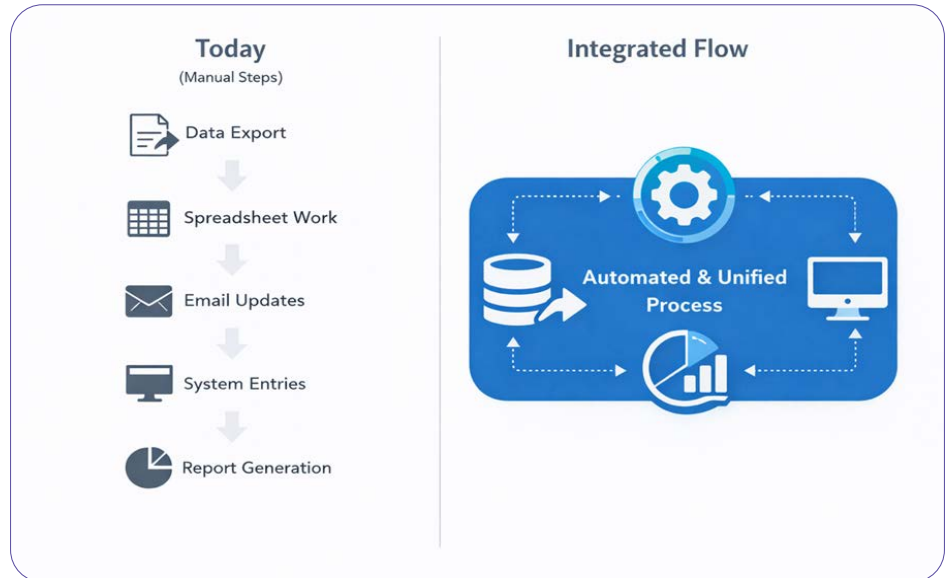 Today
(Manual Steps)
Data Export
Spreadsheet Work
Email Updates
System Entries
Report Generation
Integrated Flow
Automated & Unified
Process